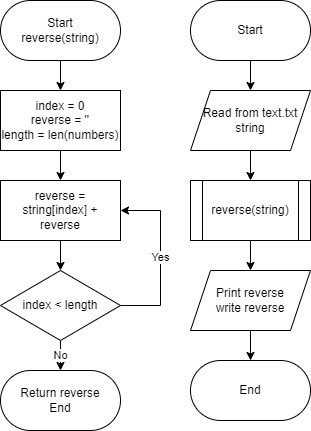 Start
reverse(string)
index = 0
reverse = ''
length = len(numbers)
reverse =
string[index] +
reverse
Yes
index < length
No
Return reverse
End
Start
Read from text.txt
string
reverse(string)
Print reverse
write reverse
End